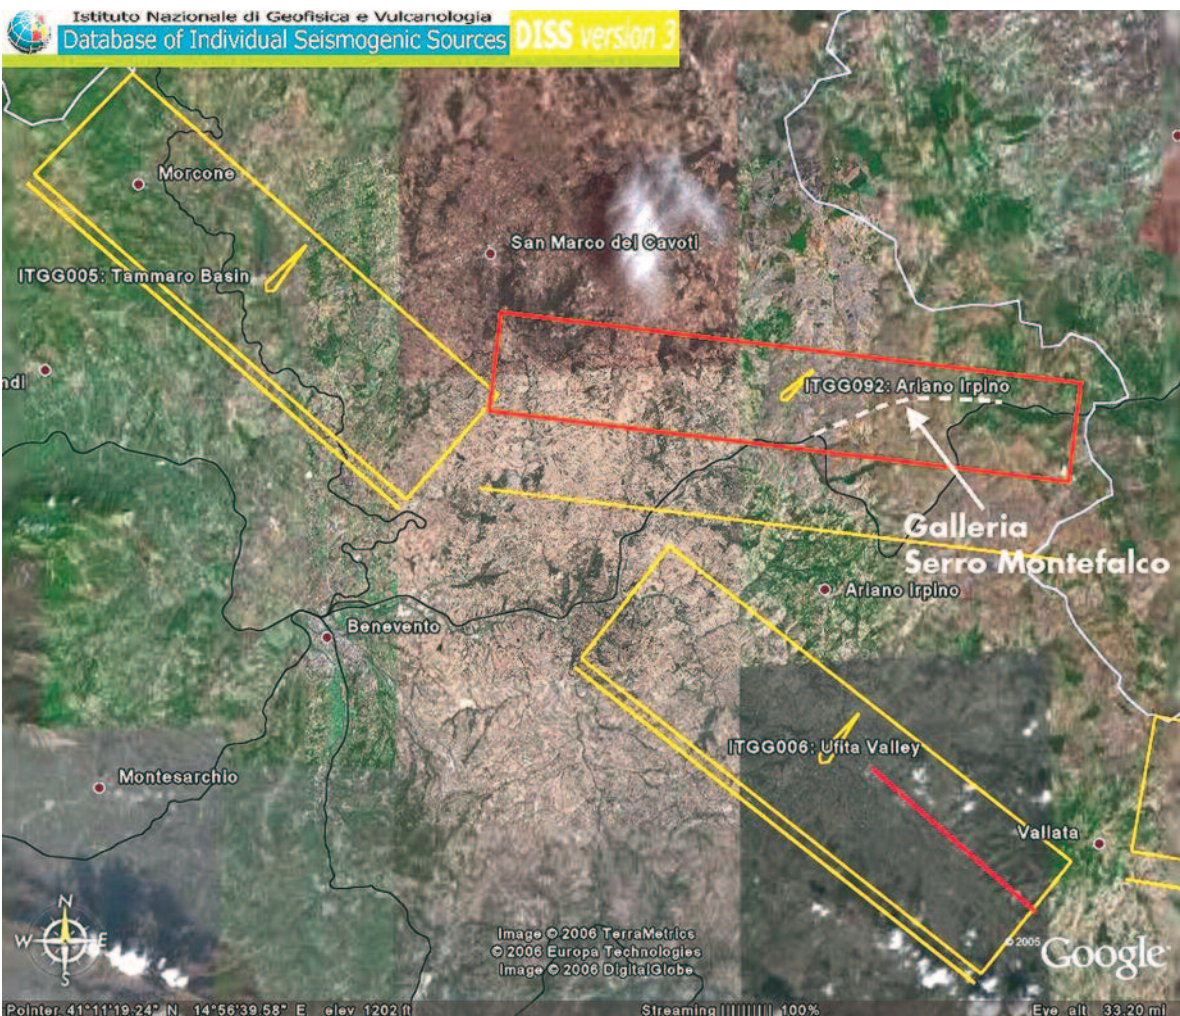 Istituto Nazionale di Geofisica e Vulcanologia
Database of Individual Seismogenic Sources DISS version 3
Morcone
San Marco dei Cavoti
ITGG005: Tammaro Basin
ndi
ITGG092: Ariano Irpino
Galleria
Serro Montefalco
Ariano Irpino
Benevento
ITGG006: Ufita Valley
Montesarchio
Vallata
N
W E
S
Image © 2006 TerraMetrics
© 2006 Europa Technologies
Image © 2006 DigitalGlobe
© 2005 Google
Pointer 41°11'19.24" N 14°56'39.58" E elev 1202 ft Streaming ||||||||| 100% Eye alt 33.20 mi